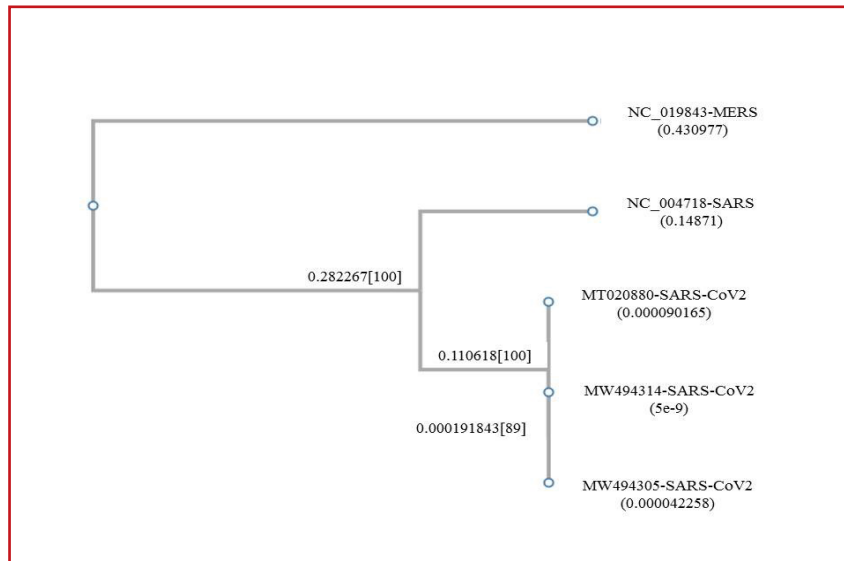 NC_019843-MERS
(0.430977)
NC_004718-SARS
(0.14871)
0.282267[100]
MT020880-SARS-CoV2
(0.000090165)
0.110618[100]
MW494314-SARS-CoV2
(5e-9)
0.000191843[89]
MW494305-SARS-CoV2
(0.000042258)